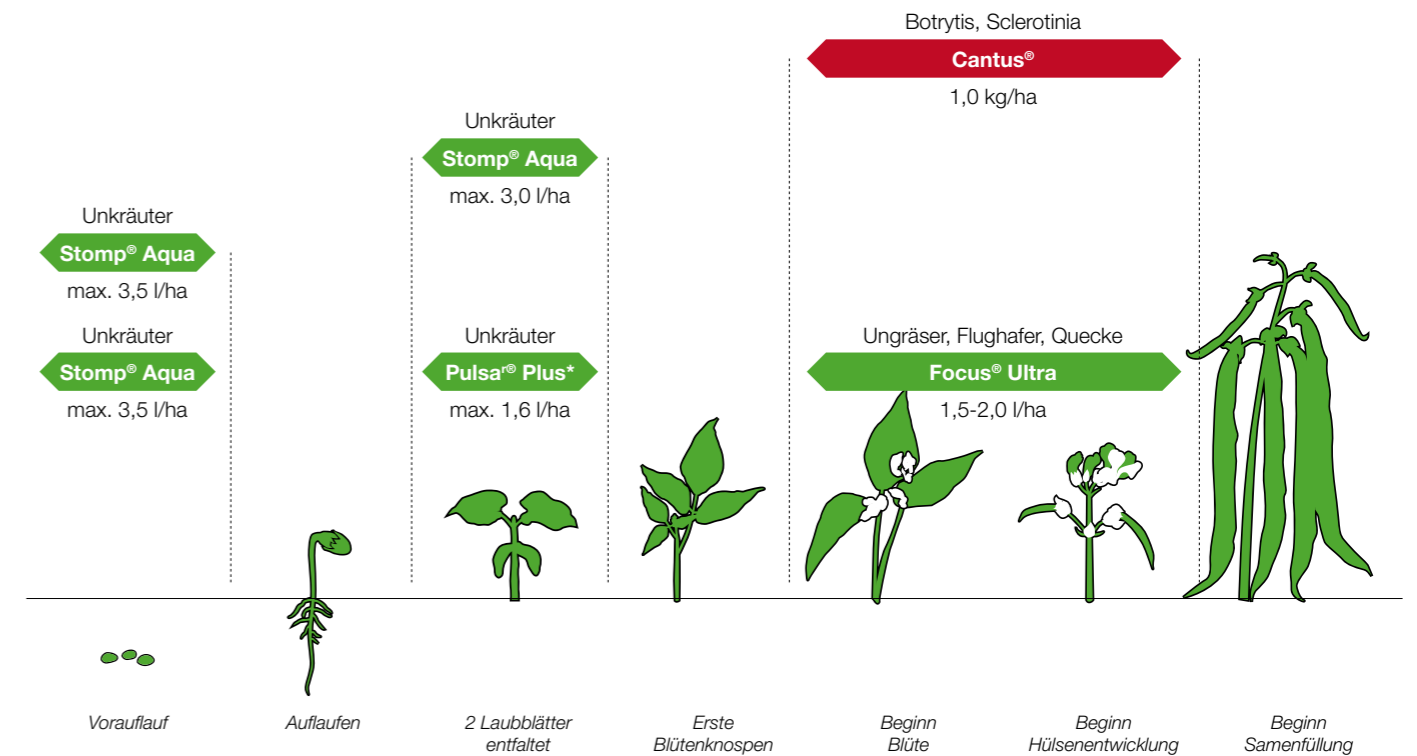 Botrytis, Sclerotinia
Cantus®
1,0 kg/ha
Unkräuter
Stomp® Aqua
max. 3,0 l/ha
Unkräuter
Stomp® Aqua
max. 3,5 l/ha
Unkräuter
Stomp® Aqua
max. 3,5 l/ha
Unkräuter
Pulsar® Plus*
max. 1,6 l/ha
Ungräser, Flughafer, Quecke
Focus® Ultra
1,5-2,0 l/ha
Vorauflauf
Auflaufen
2 Laubblätter
entfaltet
Erste
Blütenknospen
Beginn
Blüte
Beginn
Hülsenentwicklung
Beginn
Samenfüllung